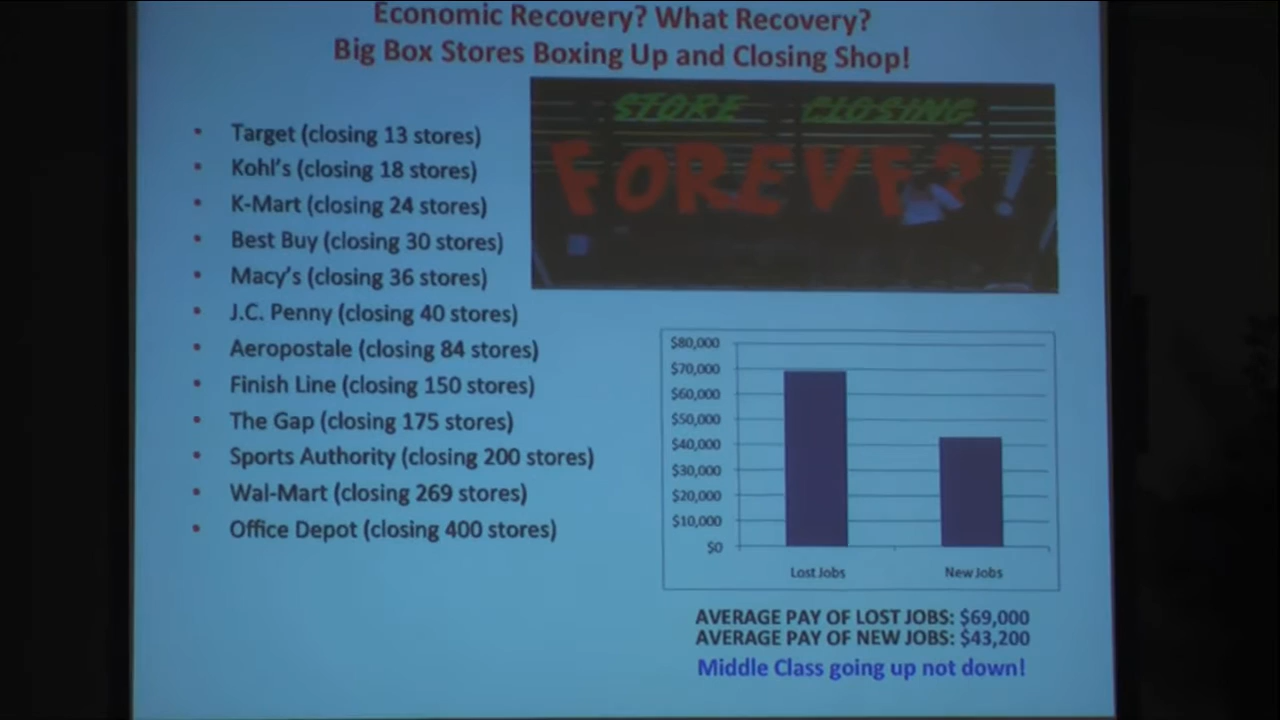 Economic Recovery? What Recovery?
Big Box Stores Boxing Up and Closing Shop!
STORE CLOSING
FOREVER!
• Target (closing 13 stores)
• Kohl's (closing 18 stores)
• K-Mart (closing 24 stores)
• Best Buy (closing 30 stores)
• Macy's (closing 36 stores)
• J.C. Penny (closing 40 stores)
• Aeropostale (closing 84 stores)
• Finish Line (closing 150 stores)
• The Gap (closing 175 stores)
• Sports Authority (closing 200 stores)
• Wal-Mart (closing 269 stores)
• Office Depot (closing 400 stores)
$80,000
$70,000
$60,000
$50,000
$40,000
$30,000
$20,000
$10,000
$0
Lost Jobs New Jobs
AVERAGE PAY OF LOST JOBS: $69,000
AVERAGE PAY OF NEW JOBS: $43,200
Middle Class going up not down!